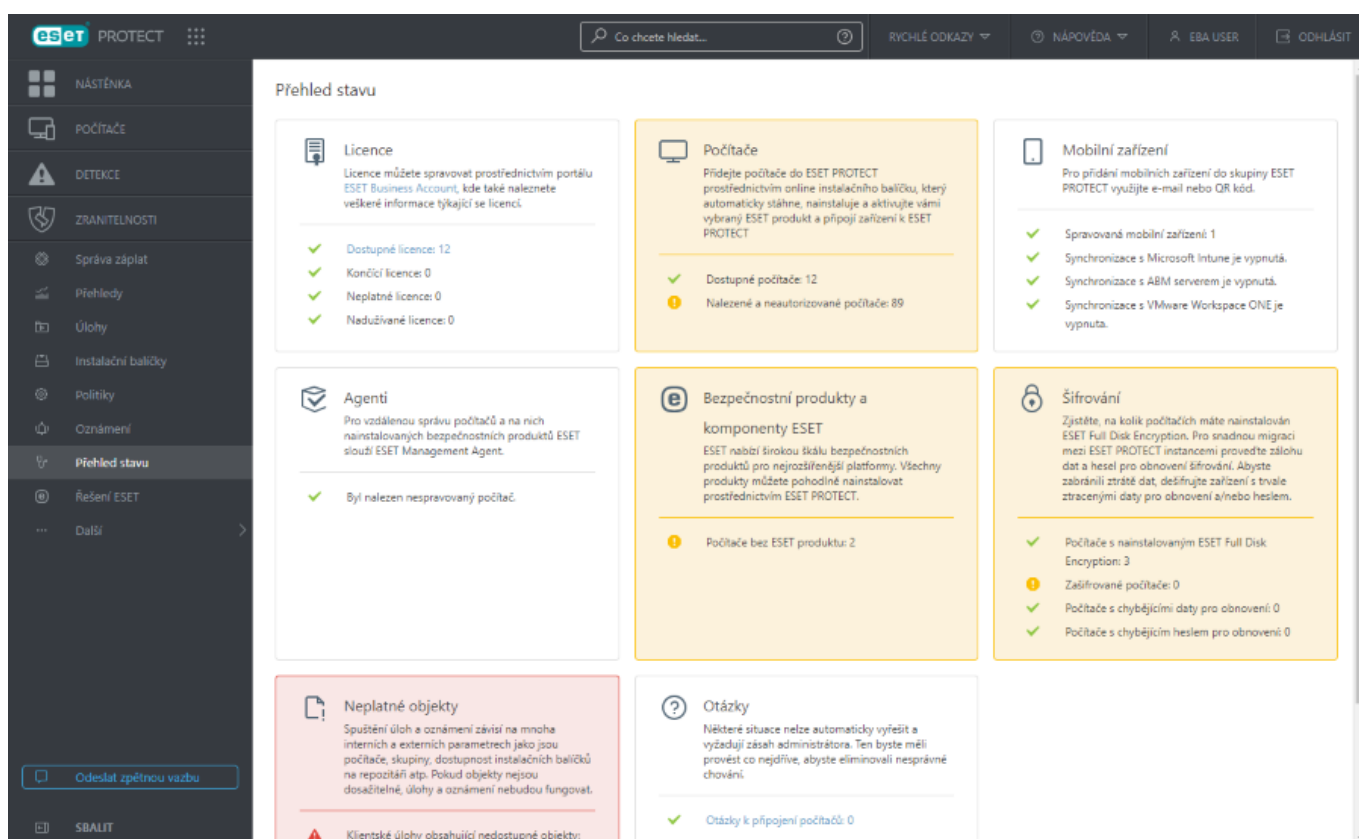 eset PROTECT
Co chcete hledat...
RYCHLÉ ODKAZY
NÁPOVĚDA
EBA USER
ODHLÁSIT
NÁSTĚNKA
POČÍTAČE
DETEKCE
ZRANITELNOSTI
Správa záplat
Přehledy
Úlohy
Instalační balíčky
Politiky
Oznámení
Přehled stavu
Řešení ESET
Další
Odeslat zpětnou vazbu
SBALIT
Přehled stavu
Licence
Licence můžete spravovat prostřednictvím portálu
ESET Business Account, kde také naleznete
veškeré informace týkající se licencí.
Dostupné licence: 12
Končící licence: 0
Neplatné licence: 0
Nadužívané licence: 0
Počítače
Přidejte počítače do ESET PROTECT
prostřednictvím online instalačního balíčku, který
automaticky stáhne, nainstaluje a aktivujte vámi
vybraný ESET produkt a připojí zařízení k ESET
PROTECT
Dostupné počítače: 12
Nalezené a neautorizované počítače: 89
Mobilní zařízení
Pro přidání mobilních zařízení do skupiny ESET
PROTECT využijte e-mail nebo QR kód.
Spravovaná mobilní zařízení: 1
Synchronizace s Microsoft Intune je vypnutá.
Synchronizace s ABM serverem je vypnutá.
Synchronizace s VMware Workspace ONE je
vypnuta.
Agenti
Pro vzdálenou správu počítačů a na nich
nainstalovaných bezpečnostních produktů ESET
slouží ESET Management Agent.
Byl nalezen nespravovaný počítač.
Bezpečnostní produkty a
komponenty ESET
ESET nabízí širokou škálu bezpečnostních
produktů pro nejrozšířenější platformy. Všechny
produkty můžete pohodlně nainstalovat
prostřednictvím ESET PROTECT.
Počítače bez ESET produktu: 2
Šifrování
Zjistěte, na kolik počítačích máte nainstalován
ESET Full Disk Encryption. Pro snadnou migraci
mezi ESET PROTECT instancemi proveďte zálohu
dat a hesel pro obnovení šifrování. Abyste
zabránili ztrátě dat, dešifrujte zařízení s trvale
ztracenými daty pro obnovení a/nebo heslem.
Počítače s nainstalovaným ESET Full Disk
Encryption: 3
Zašifrované počítače: 0
Počítače s chybějícími daty pro obnovení: 0
Počítače s chybějícím heslem pro obnovení: 0
Neplatné objekty
Spuštění úloh a oznámení závisí na mnoha
interních a externích parametrech jako jsou
počítače, skupiny, dostupnost instalačních balíčků
na repozitáři atp. Pokud objekty nejsou
dosažitelné, úlohy a oznámení nebudou fungovat.
Klientské úlohy obsahující nedostupné objekty:
Otázky
Některé situace nelze automaticky vyřešit a
vyžadují zásah administrátora. Ten byste měli
provést co nejdříve, abyste eliminovali nesprávné
chování.
Otázky k připojení počítačů: 0